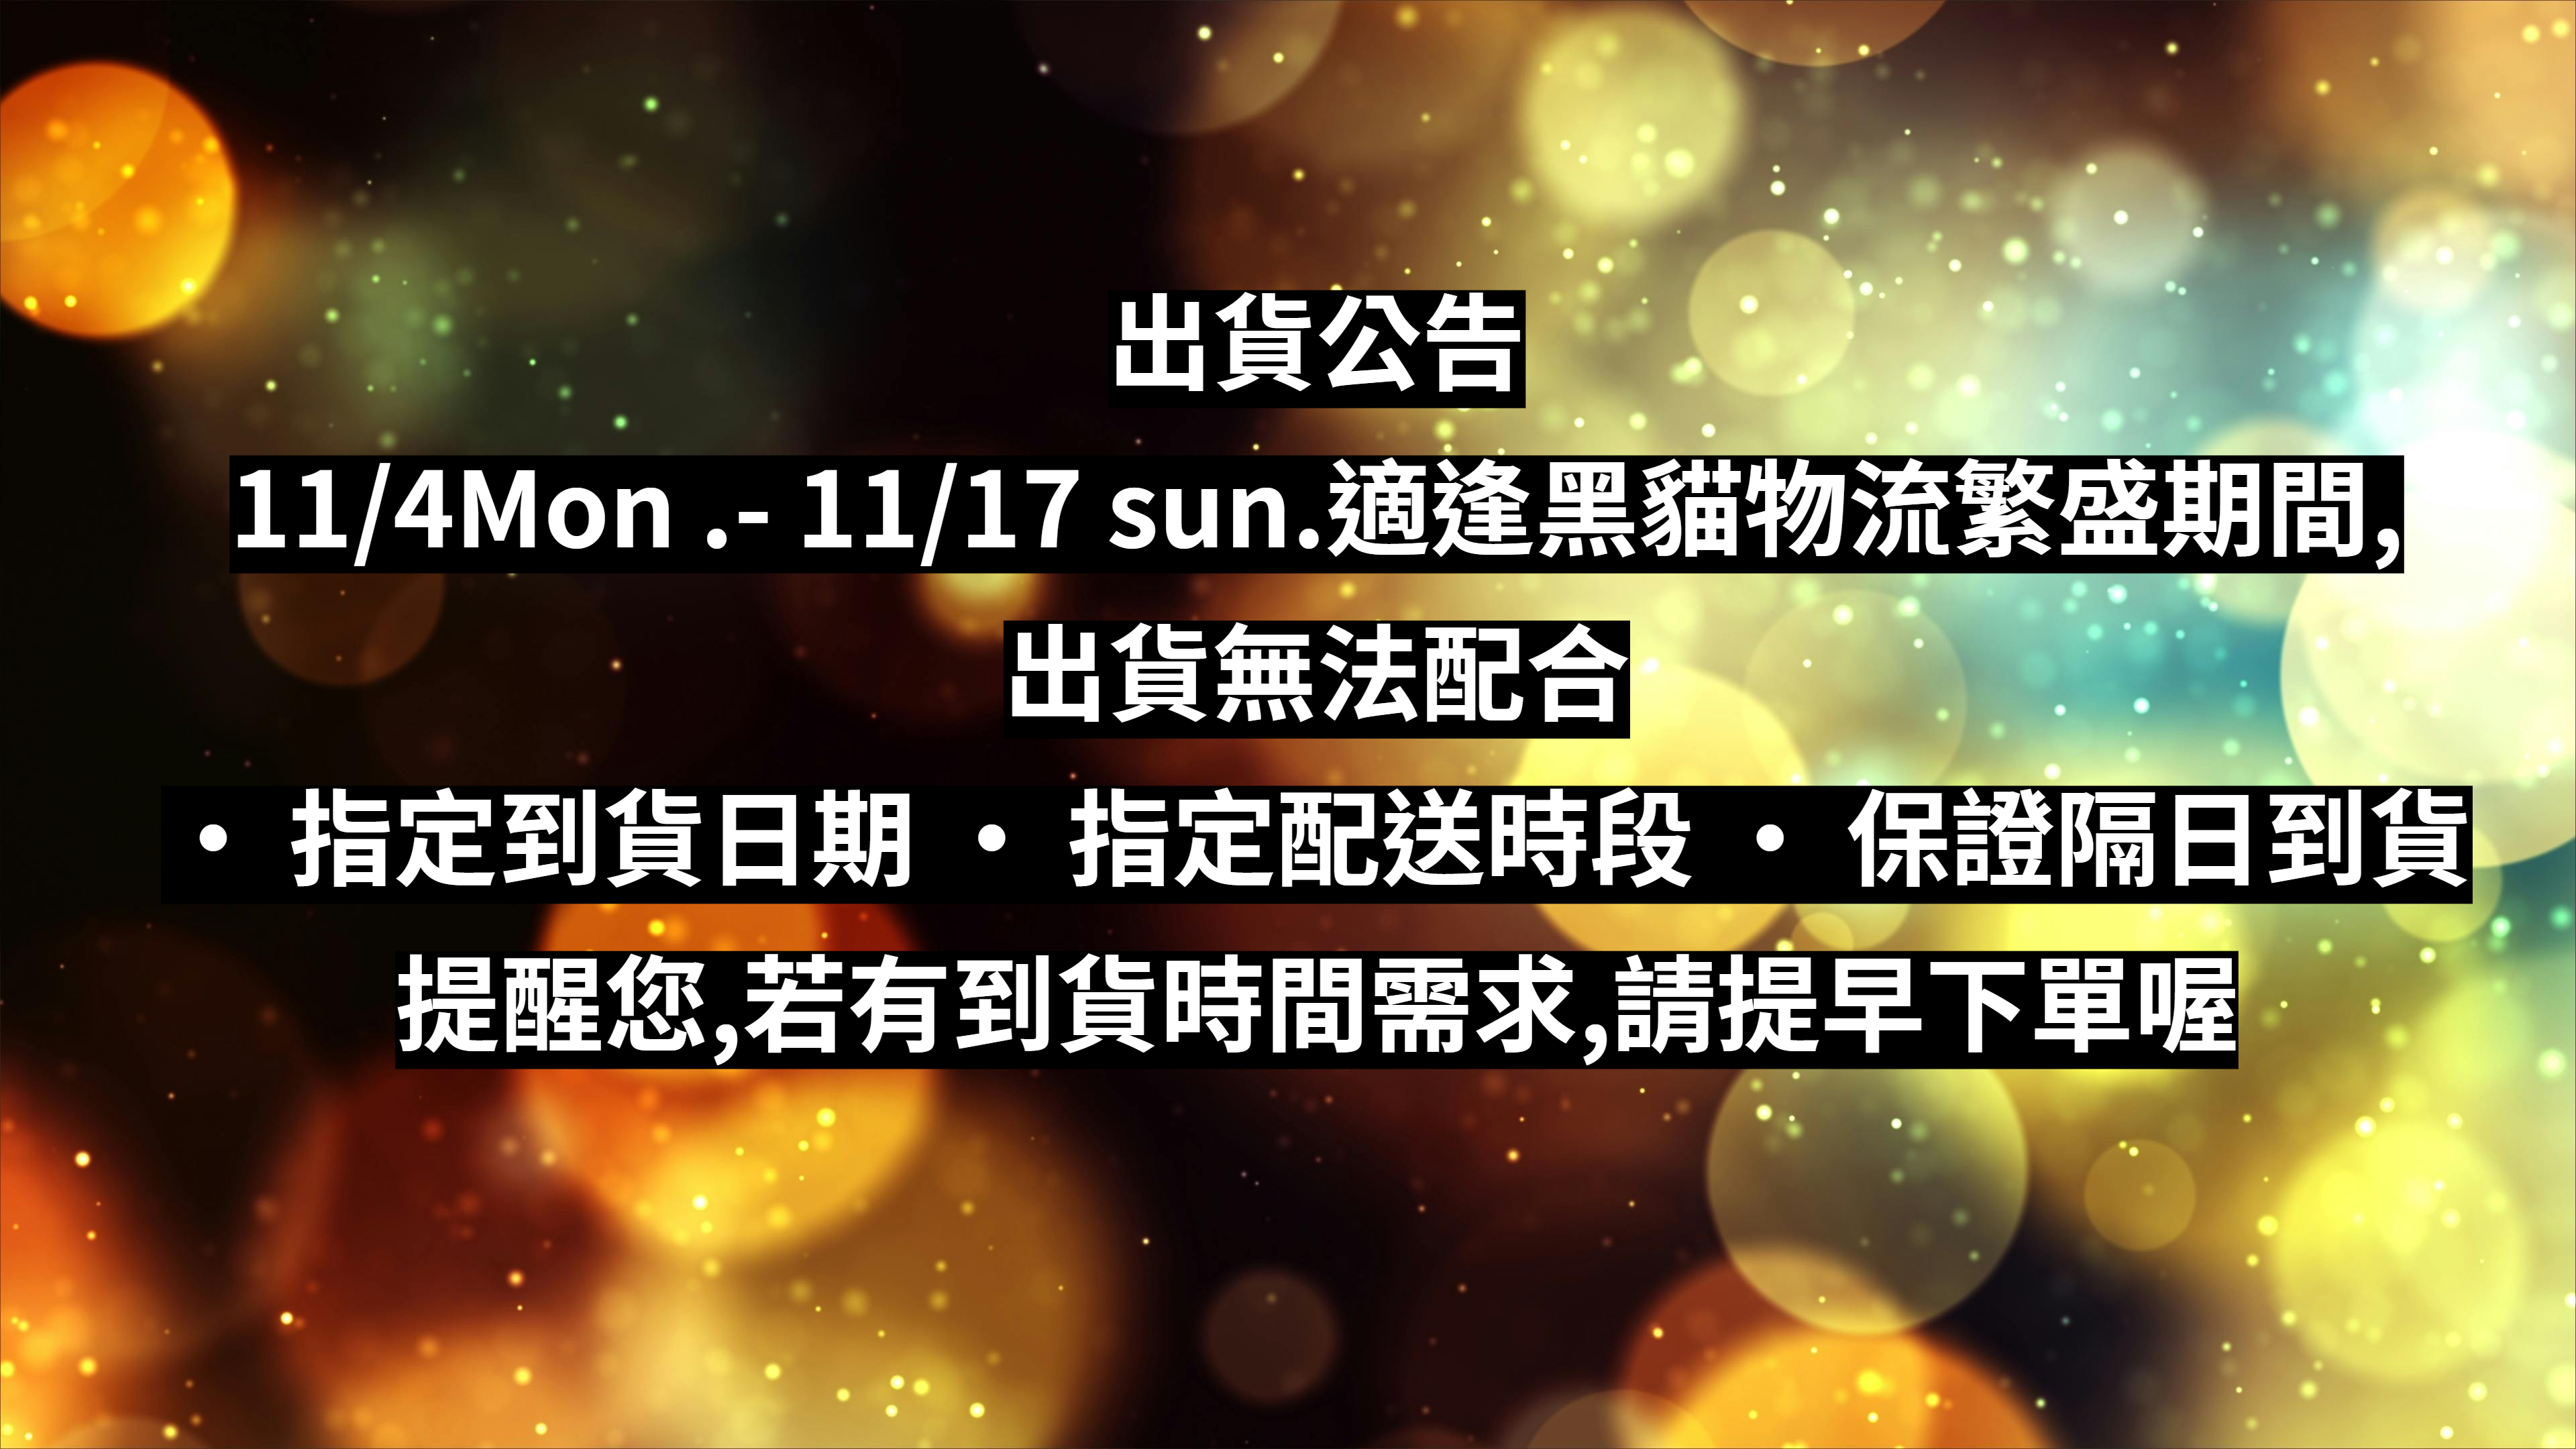 出貨公告
11/4Mon .- 11/17 sun.適逢黑貓物流繁盛期間,
出貨無法配合
• 指定到貨日期 • 指定配送時段 • 保證隔日到貨
提醒您,若有到貨時間需求,請提早下單喔